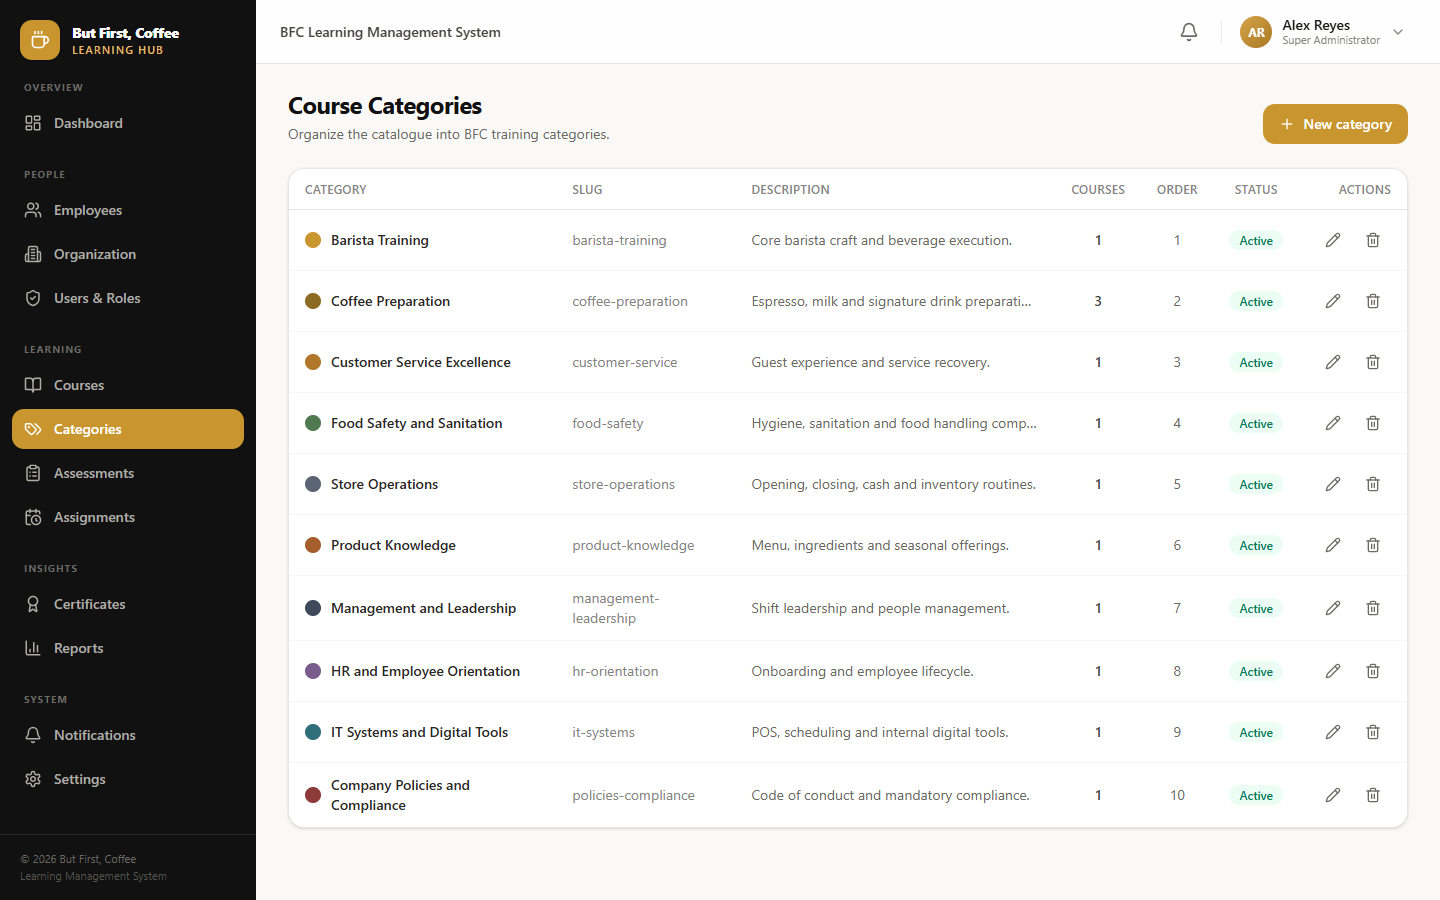 But First, Coffee
LEARNING HUB
OVERVIEW
Dashboard
PEOPLE
Employees
Organization
Users & Roles
LEARNING
Courses
Categories
Assessments
Assignments
INSIGHTS
Certificates
Reports
SYSTEM
Notifications
Settings
© 2026 But First, Coffee
Learning Management System
BFC Learning Management System
AR
Alex Reyes
Super Administrator
Course Categories
Organize the catalogue into BFC training categories.
New category
CATEGORY SLUG DESCRIPTION COURSES ORDER STATUS ACTIONS
Barista Training barista-training Core barista craft and beverage execution. 1 1 Active
Coffee Preparation coffee-preparation Espresso, milk and signature drink preparati... 3 2 Active
Customer Service Excellence customer-service Guest experience and service recovery. 1 3 Active
Food Safety and Sanitation food-safety Hygiene, sanitation and food handling comp... 1 4 Active
Store Operations store-operations Opening, closing, cash and inventory routines. 1 5 Active
Product Knowledge product-knowledge Menu, ingredients and seasonal offerings. 1 6 Active
Management and Leadership management-
leadership Shift leadership and people management. 1 7 Active
HR and Employee Orientation hr-orientation Onboarding and employee lifecycle. 1 8 Active
IT Systems and Digital Tools it-systems POS, scheduling and internal digital tools. 1 9 Active
Company Policies and
Compliance policies-compliance Code of conduct and mandatory compliance. 1 10 Active